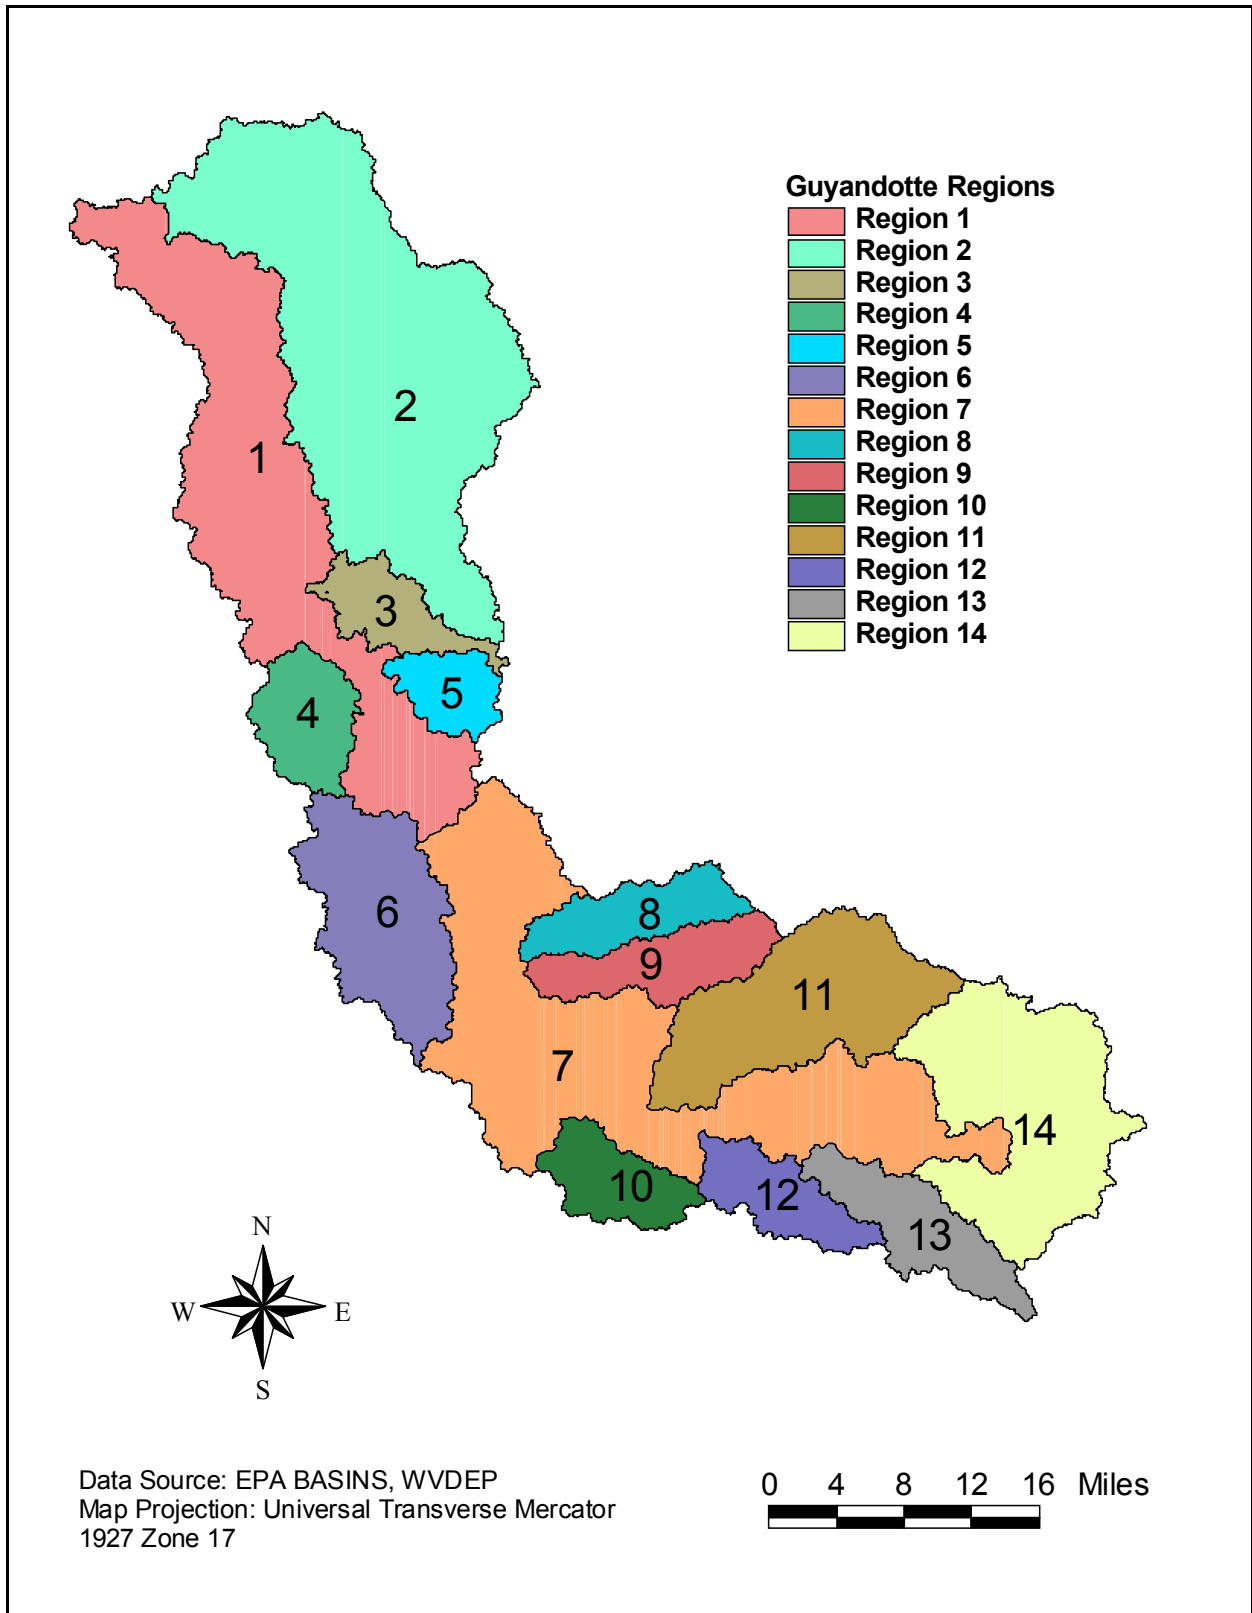 Guyandotte Regions
Region 1
Region 2
Region 3
Region 4
Region 5
Region 6
Region 7
Region 8
Region 9
Region 10
Region 11
Region 12
Region 13
Region 14
2
1
3
5
4
6
8
9
11
7
14
10
12
13
N
W E
S
Data Source: EPA BASINS, WVDEP
Map Projection: Universal Transverse Mercator
1927 Zone 17
0 4 8 12 16 Miles